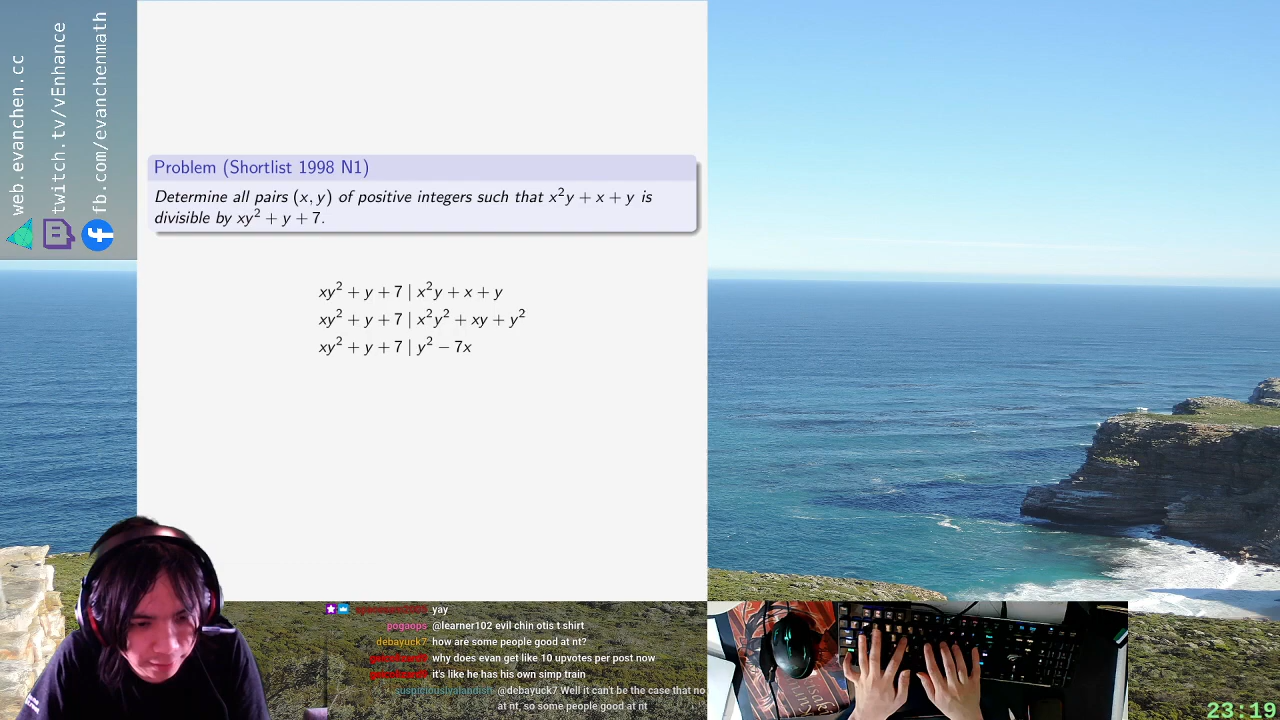 web.evanchen.cc
twitch.tv/vEnhance
fb.com/evanchenmath
Problem (Shortlist 1998 N1)
Determine all pairs (x, y) of positive integers such that x²y + x + y is
divisible by xy² + y + 7.
xy² + y + 7 | x²y + x + y
xy² + y + 7 | x²y² + xy + y²
xy² + y + 7 | y² − 7x
yay
pogaops: @learner102 evil chin otis t shirt
debayuck7: how are some people good at nt?
why does evan get like 10 upvotes per post now
it's like he has his own simp train
@debayuck7 Well it can't be the case that no
at nt, so some people good at nt
23:19